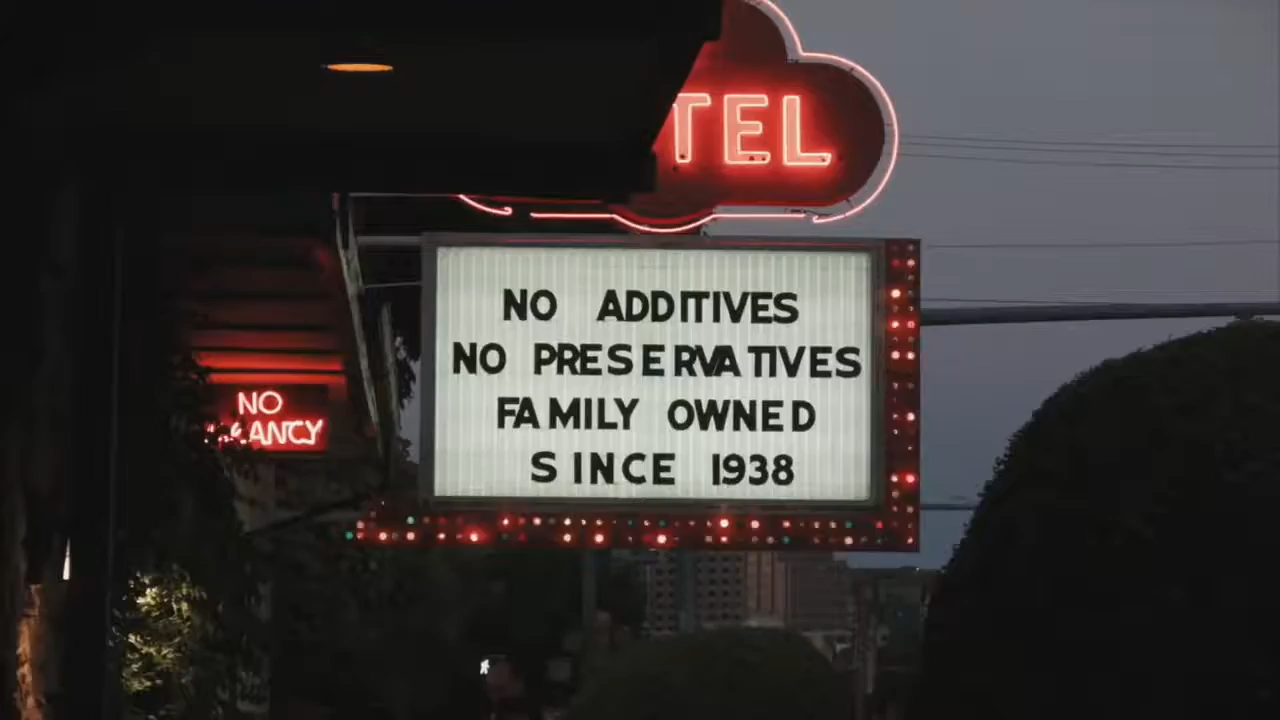 TEL
NO ADDITIVES
NO PRESERVATIVES
FAMILY OWNED
SINCE 1938
NO